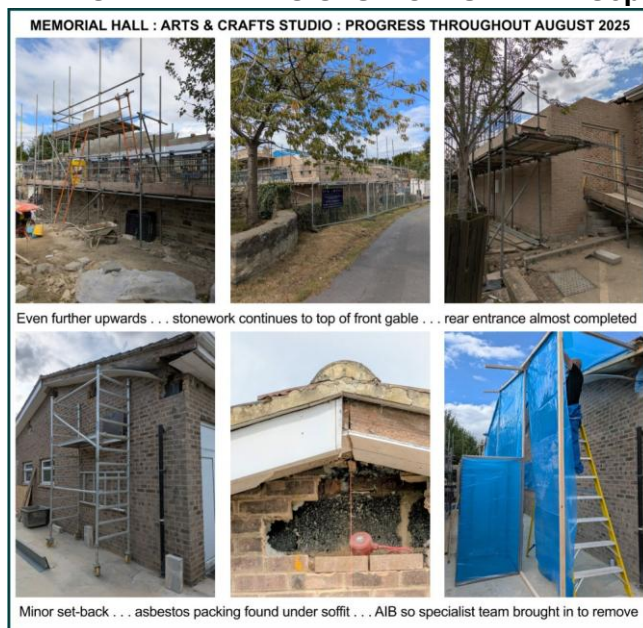 MEMORIAL HALL : ARTS & CRAFTS STUDIO : PROGRESS THROUGHOUT AUGUST 2025
Even further upwards . . . stonework continues to top of front gable . . . rear entrance almost completed
Minor set-back . . . asbestos packing found under soffit . . . AIB so specialist team brought in to remove